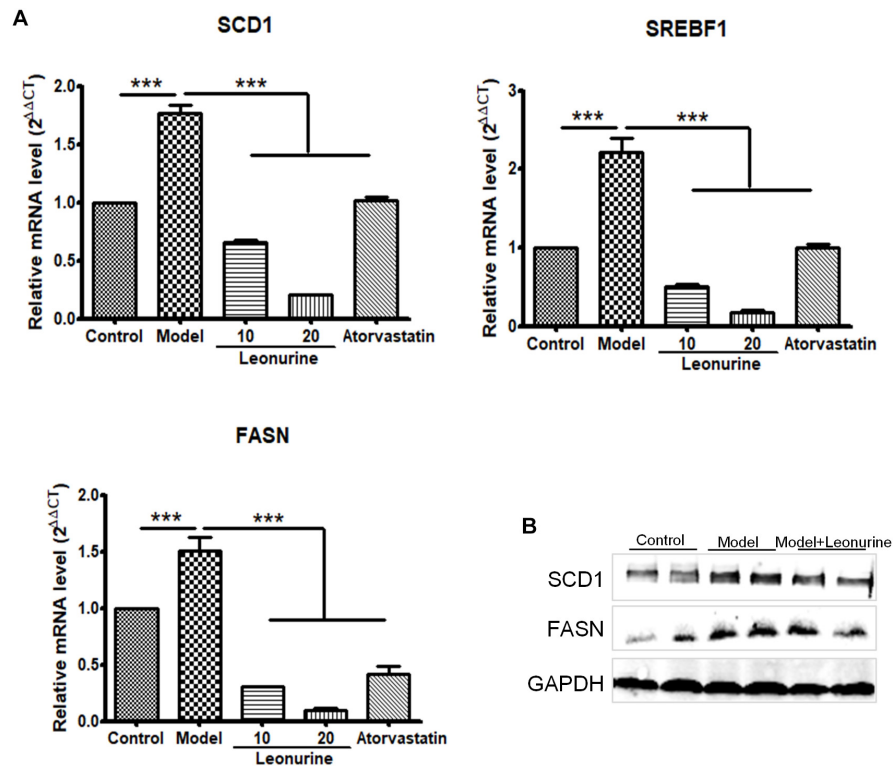 A
SCD1
Relative mRNA level (2^ΔΔCT)
2.0
1.5
1.0
0.5
0.0
***
***
Control Model 10 20 Atorvastatin
Leonurine
SREBF1
Relative mRNA level (2^ΔΔCT)
3
2
1
0
***
***
Control Model 10 20 Atorvastatin
Leonurine
FASN
Relative mRNA level (2^ΔΔCT)
2.0
1.5
1.0
0.5
0.0
***
***
Control Model 10 20 Atorvastatin
Leonurine
B
Control Model Model+Leonurine
SCD1
FASN
GAPDH